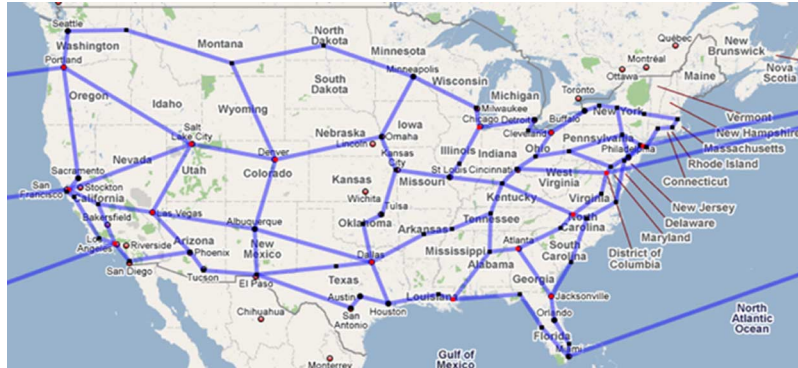 Seattle
Washington
Portland
Oregon
Montana
North
Dakota
Minnesota
Minneapolis
South
Dakota
Wisconsin
Michigan
Milwaukee
Chicago
Detroit
Toronto
Ottawa
Montréal
Québec
New
Brunswick
Nova
Scotia
Maine
Vermont
New Hampshire
Massachusetts
Rhode Island
Connecticut
New Jersey
Delaware
Maryland
District of
Columbia
Idaho
Wyoming
Salt
Lake City
Nebraska
Lincoln
Iowa
Omaha
Illinois
Indiana
Ohio
Cleveland
Buffalo
New York
Pennsylvania
Nevada
Utah
Denver
Colorado
Kansas
Kansas
City
Missouri
St Louis
Cincinnati
West
Virginia
Virginia
Kentucky
Sacramento
San
Francisco
Stockton
California
Bakersfield
Las Vegas
Los
Angeles
Riverside
San Diego
Arizona
Phoenix
Tucson
Albuquerque
New
Mexico
El Paso
Wichita
Tulsa
Oklahoma
Arkansas
Tennessee
North
Carolina
South
Carolina
Atlanta
Mississippi
Alabama
Georgia
Dallas
Texas
Austin
San
Antonio
Houston
Louisiana
Jacksonville
Orlando
Florida
Miami
Chihuahua
Monterrey
Gulf of
Mexico
North
Atlantic
Ocean